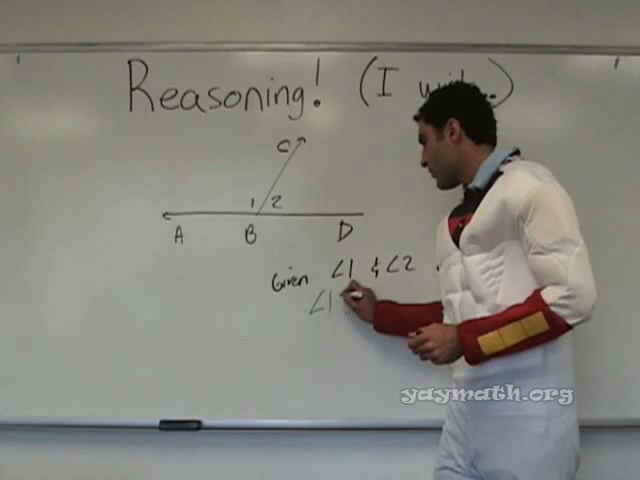 Reasoning! (I
C
1 2
A B D
Given ∠1 & ∠2
∠1
yaymath.org